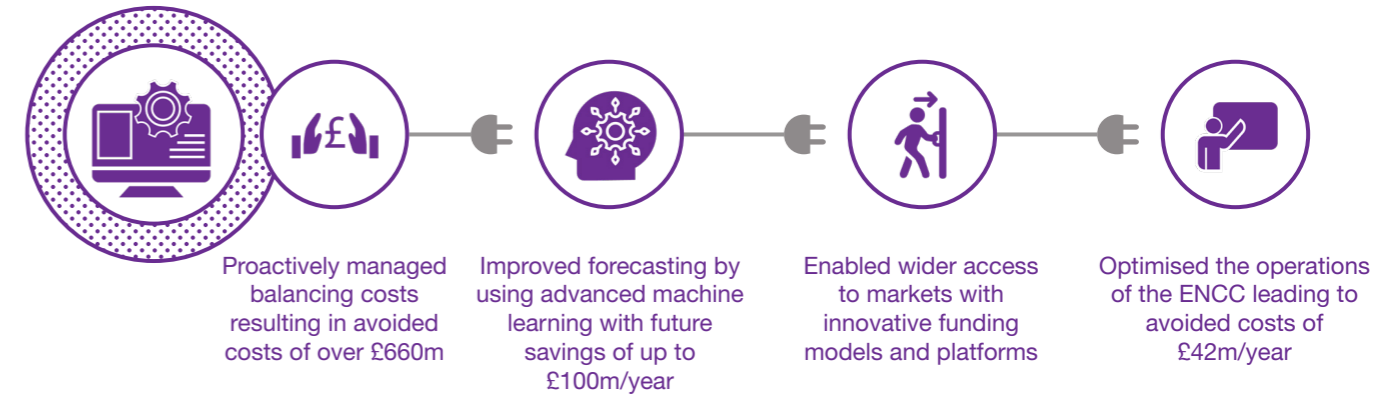 £
Proactively managed
balancing costs
resulting in avoided
costs of over £660m
Improved forecasting by
using advanced machine
learning with future
savings of up to
£100m/year
Enabled wider access
to markets with
innovative funding
models and platforms
Optimised the operations
of the ENCC leading to
avoided costs of
£42m/year